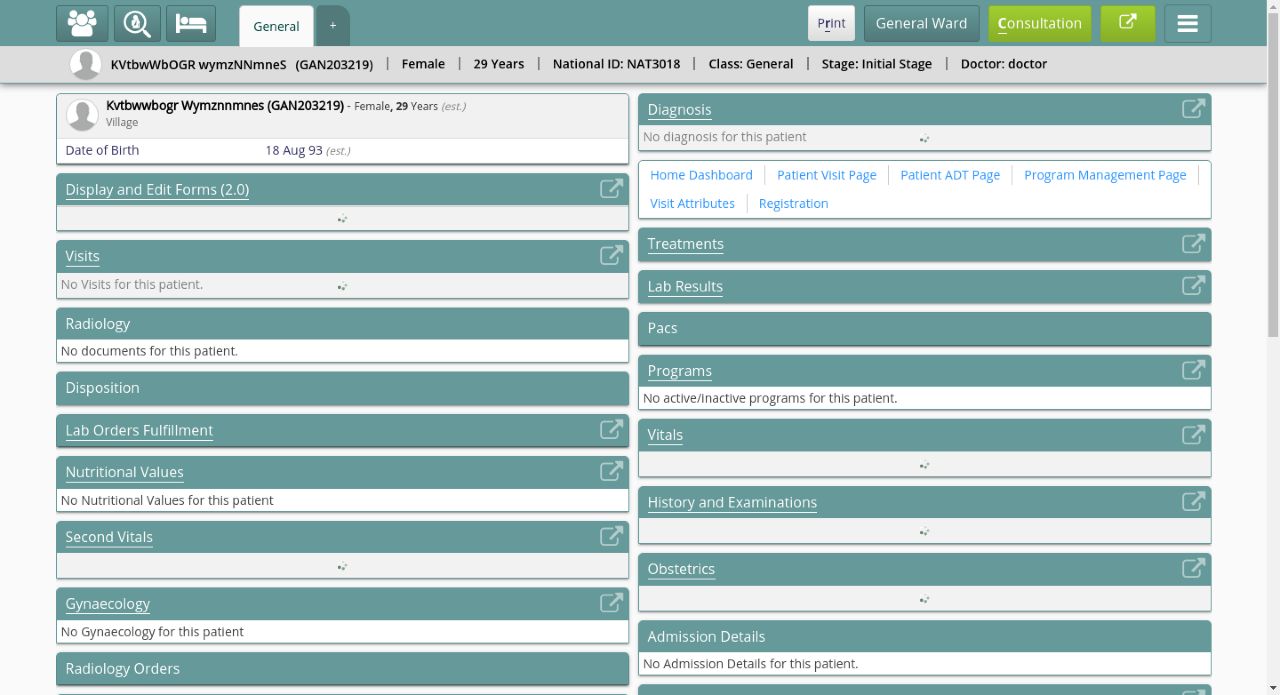 General
+
Print
General Ward
Consultation
KVtbwWbOGR wymzNNmneS (GAN203219) | Female | 29 Years | National ID: NAT3018 | Class: General | Stage: Initial Stage | Doctor: doctor
Kvtbwwbogr Wymznnmnes (GAN203219) - Female, 29 Years (est.)
Village
Date of Birth 18 Aug 93 (est.)
Display and Edit Forms (2.0)
Visits
No Visits for this patient.
Radiology
No documents for this patient.
Disposition
Lab Orders Fulfillment
Nutritional Values
No Nutritional Values for this patient
Second Vitals
Gynaecology
No Gynaecology for this patient
Radiology Orders
Diagnosis
No diagnosis for this patient
Home Dashboard Patient Visit Page Patient ADT Page Program Management Page
Visit Attributes Registration
Treatments
Lab Results
Pacs
Programs
No active/inactive programs for this patient.
Vitals
History and Examinations
Obstetrics
Admission Details
No Admission Details for this patient.